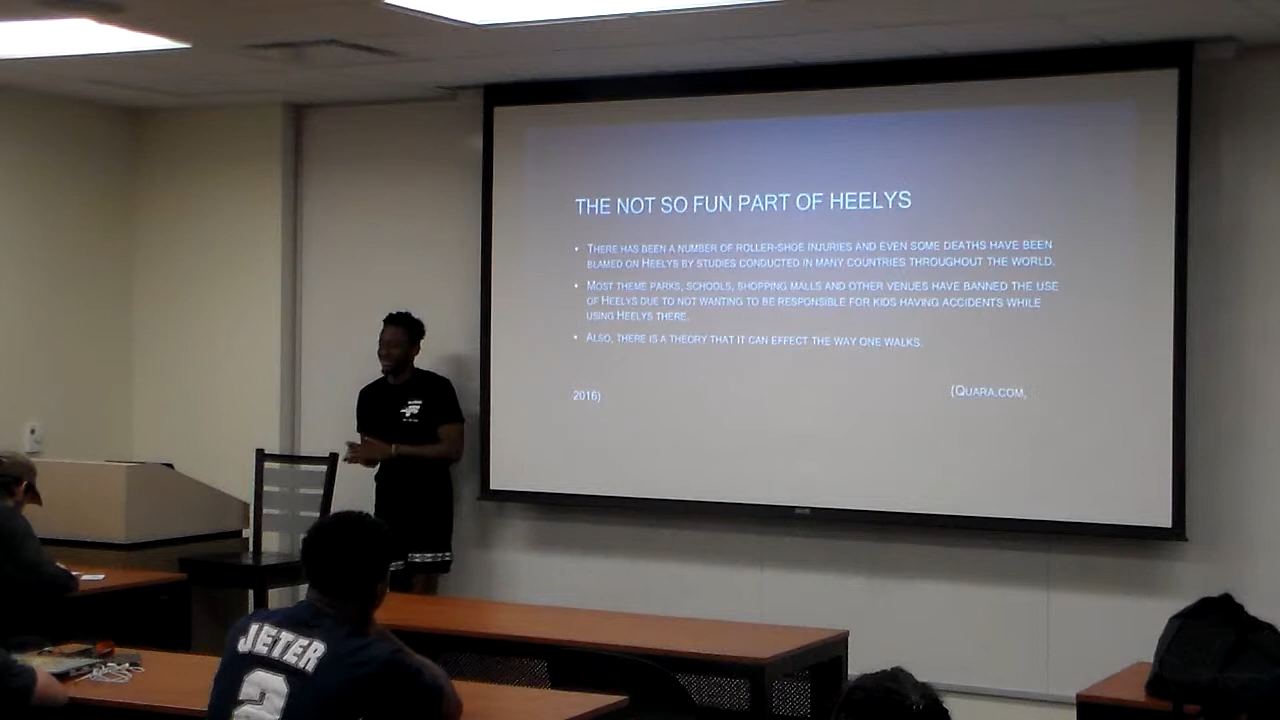 THE NOT SO FUN PART OF HEELYS
• THERE HAS BEEN A NUMBER OF ROLLER-SHOE INJURIES AND EVEN SOME DEATHS HAVE BEEN
BLAMED ON HEELYS BY STUDIES CONDUCTED IN MANY COUNTRIES THROUGHOUT THE WORLD.
• MOST THEME PARKS, SCHOOLS, SHOPPING MALLS AND OTHER VENUES HAVE BANNED THE USE
OF HEELYS DUE TO NOT WANTING TO BE RESPONSIBLE FOR KIDS HAVING ACCIDENTS WHILE
USING HEELYS THERE.
• ALSO, THERE IS A THEORY THAT IT CAN EFFECT THE WAY ONE WALKS.
(QUARA.COM,
2016)
JETER
2